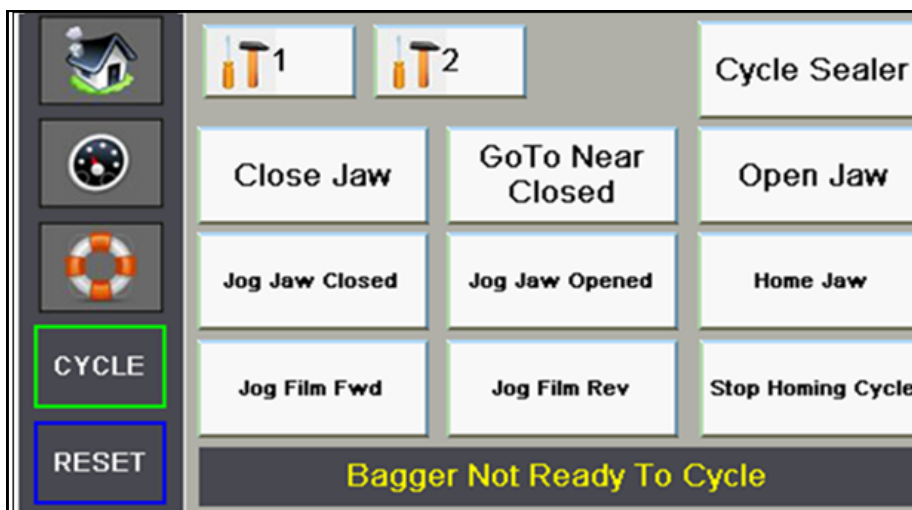 1
2
Cycle Sealer
Close Jaw
GoTo Near
Closed
Open Jaw
Jog Jaw Closed
Jog Jaw Opened
Home Jaw
CYCLE
Jog Film Fwd
Jog Film Rev
Stop Homing Cycle
RESET
Bagger Not Ready To Cycle